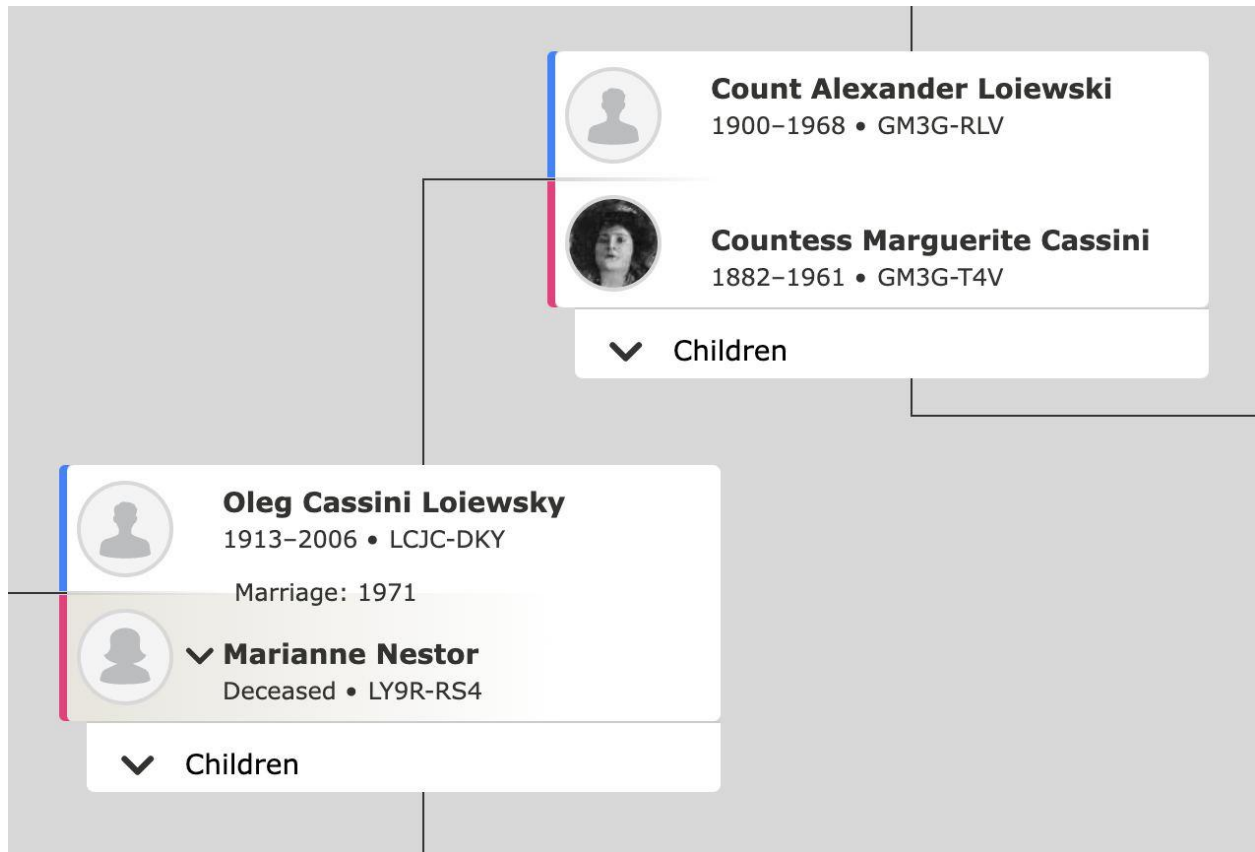 Count Alexander Loiewski
1900–1968 • GM3G-RLV
Countess Marguerite Cassini
1882–1961 • GM3G-T4V
Children
Oleg Cassini Loiewsky
1913–2006 • LCJC-DKY
Marriage: 1971
Marianne Nestor
Deceased • LY9R-RS4
Children